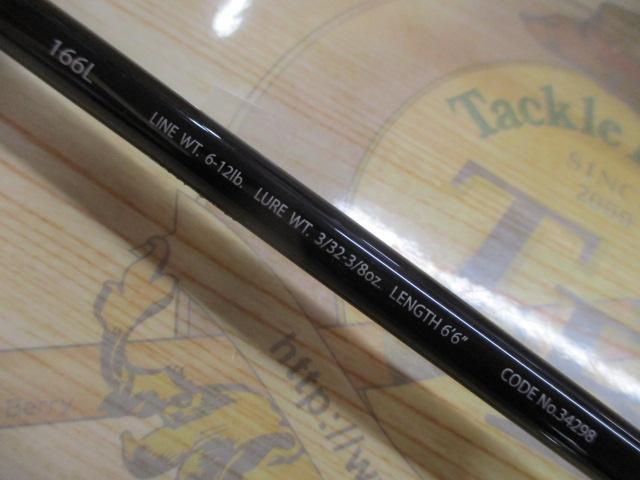 166L LINE WT. 6-12lb. LURE WT. 3/32-3/8oz. LENGTH 6'6" CODE No.34298
Tackle
SINC
2000
Berry
http://w